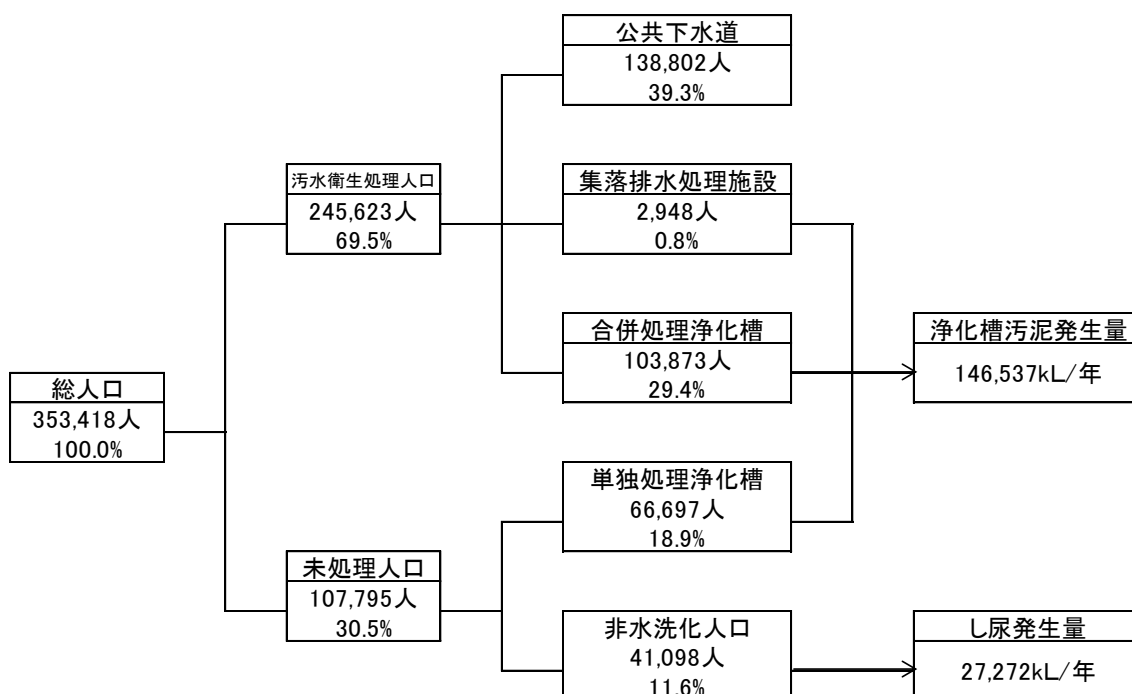 公共下水道
138,802人
39.3%
汚水衛生処理人口
245,623人
69.5%
集落排水処理施設
2,948人
0.8%
合併処理浄化槽
103,873人
29.4%
浄化槽汚泥発生量
146,537kL/年
総人口
353,418人
100.0%
単独処理浄化槽
66,697人
18.9%
未処理人口
107,795人
30.5%
非水洗化人口
41,098人
11.6%
し尿発生量
27,272kL/年